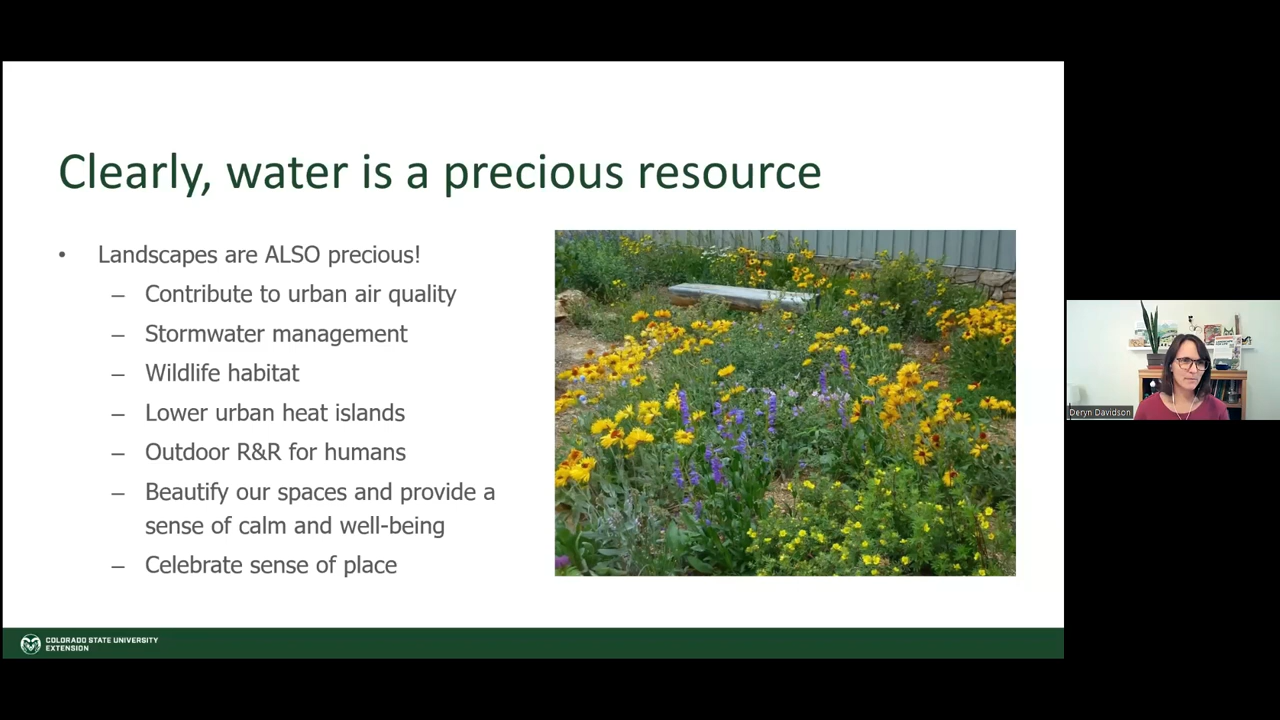 Clearly, water is a precious resource
• Landscapes are ALSO precious!
– Contribute to urban air quality
– Stormwater management
– Wildlife habitat
– Lower urban heat islands
– Outdoor R&R for humans
– Beautify our spaces and provide a
sense of calm and well-being
– Celebrate sense of place
COLORADO STATE UNIVERSITY
EXTENSION
Deryn Davidson